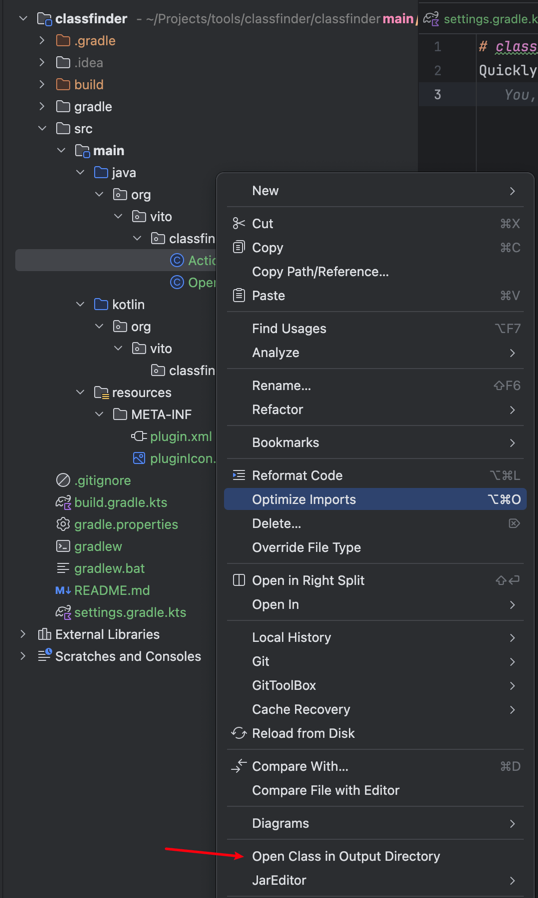 classfinder - ~/Projects/tools/classfinder/classfinder main /
.gradle
.idea
build
gradle
src
main
java
org
vito
classfin
Actio
Oper
kotlin
org
vito
classfin
resources
META-INF
plugin.xml
pluginIcon.
.gitignore
build.gradle.kts
gradle.properties
gradlew
gradlew.bat
M↓ README.md
settings.gradle.kts
External Libraries
Scratches and Consoles
settings.gradle.k
1 # class
2 Quickly
3 You,
New
Cut ⌘X
Copy ⌘C
Copy Path/Reference...
Paste ⌘V
Find Usages ⌥F7
Analyze
Rename... ⇧F6
Refactor
Bookmarks
Reformat Code ⌥⌘L
Optimize Imports ⌥⌘O
Delete... ⌦
Override File Type
Open in Right Split ⇧⏎
Open In
Local History
Git
GitToolBox
Cache Recovery
Reload from Disk
Compare With... ⌘D
Compare File with Editor
Diagrams
Open Class in Output Directory
JarEditor